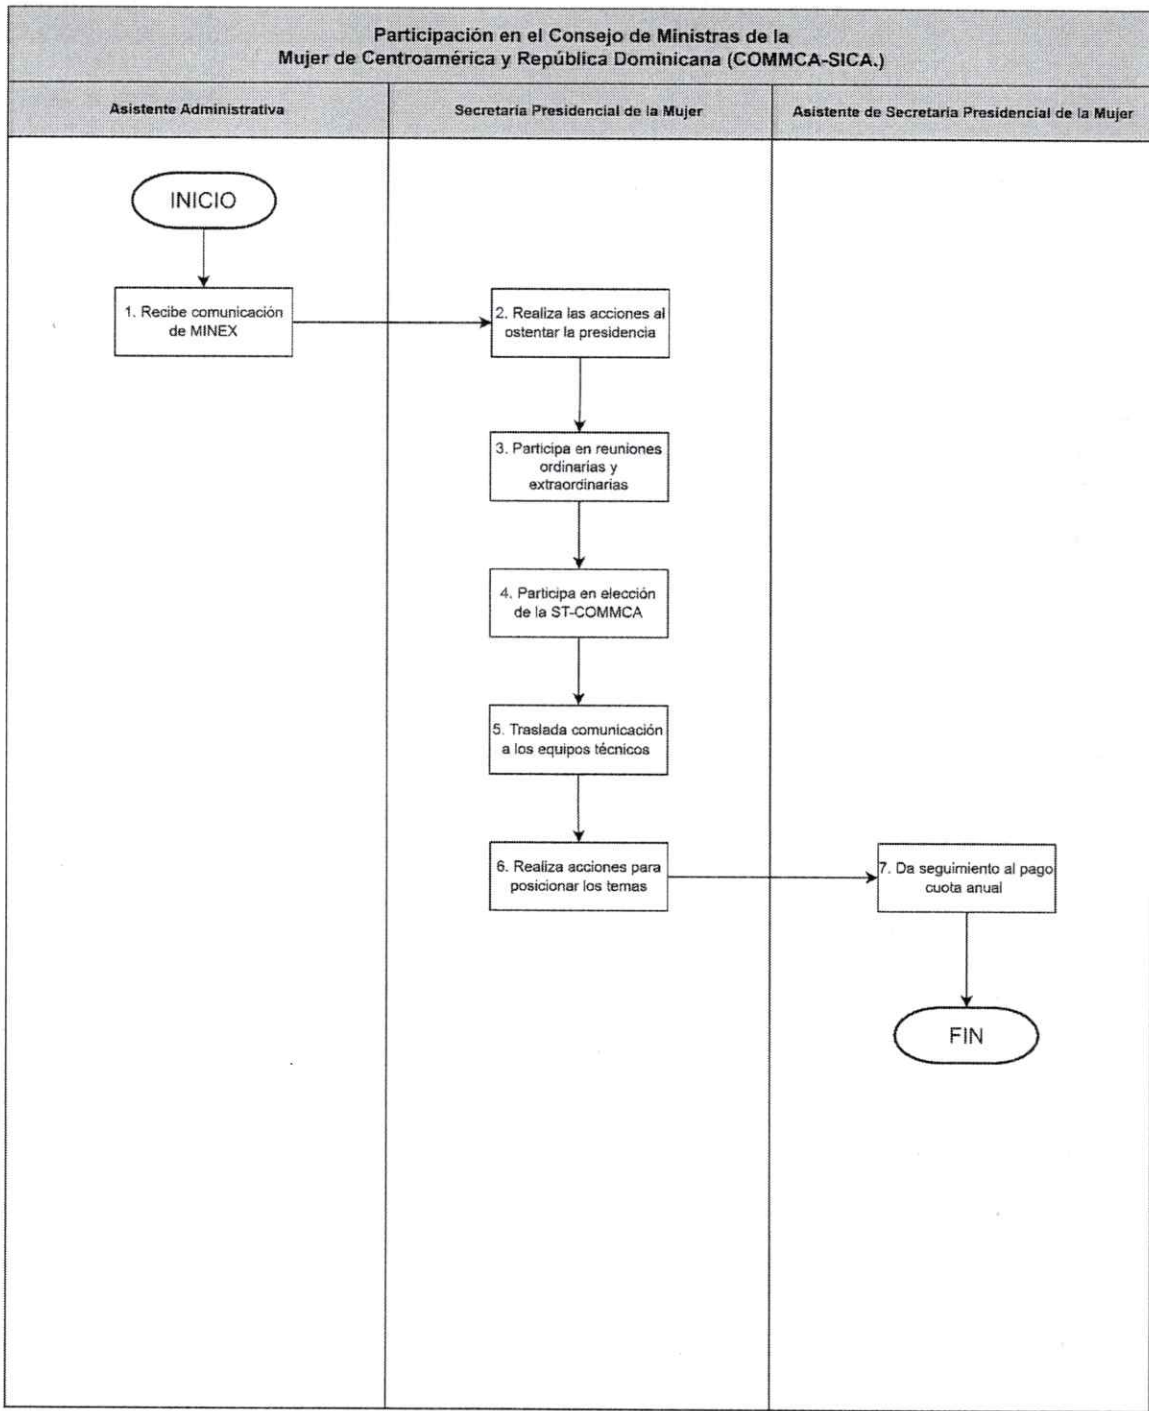 Participación en el Consejo de Ministras de la
Mujer de Centroamérica y República Dominicana (COMMCA-SICA.)
Asistente Administrativa
Secretaria Presidencial de la Mujer
Asistente de Secretaria Presidencial de la Mujer
INICIO
1. Recibe comunicación
de MINEX
2. Realiza las acciones al
ostentar la presidencia
3. Participa en reuniones
ordinarias y
extraordinarias
4. Participa en elección
de la ST-COMMCA
5. Traslada comunicación
a los equipos técnicos
6. Realiza acciones para
posicionar los temas
7. Da seguimiento al pago
cuota anual
FIN